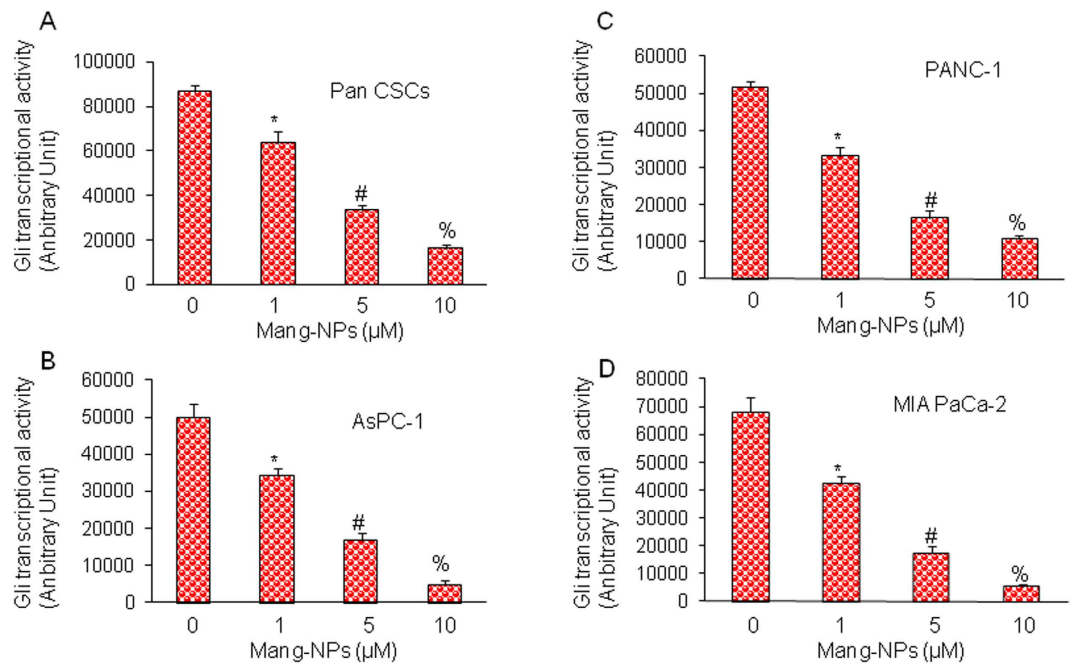 A
Gli transcriptional activity
(Anbitrary Unit)
100000
80000
60000
40000
20000
0
Pan CSCs
*
#
%
0 1 5 10
Mang-NPs (µM)
B
Gli transcriptional activity
(Anbitrary Unit)
60000
50000
40000
30000
20000
10000
0
AsPC-1
*
#
%
0 1 5 10
Mang-NPs (µM)
C
Gli transcriptional activity
(Anbitrary Unit)
60000
50000
40000
30000
20000
10000
0
PANC-1
*
#
%
0 1 5 10
Mang-NPs (µM)
D
Gli transcriptional activity
(Anbitrary Unit)
80000
70000
60000
50000
40000
30000
20000
10000
0
MIA PaCa-2
*
#
%
0 1 5 10
Mang-NPs (µM)